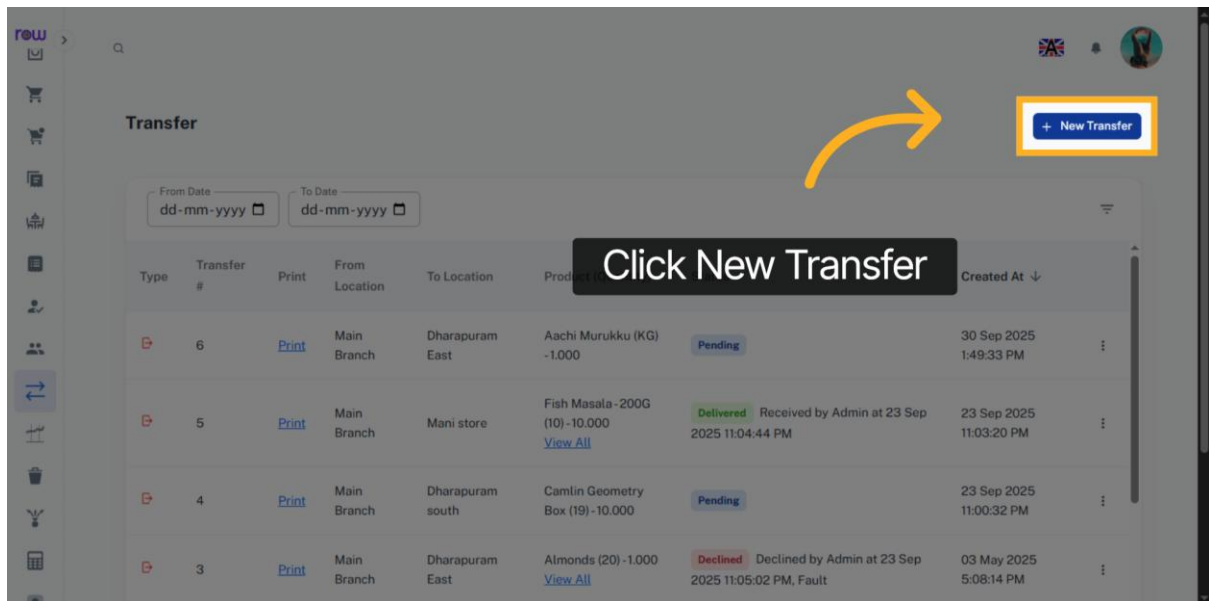 row
A
Transfer
+ New Transfer
From Date
To Date
dd-mm-yyyy
dd-mm-yyyy
Click New Transfer
Type
Transfer
#
Print
From
Location
To Location
Created At ↓
6
Print
Main
Branch
Dharapuram
East
Aachi Murukku (KG)
-1.000
Pending
30 Sep 2025
1:49:33 PM
5
Print
Main
Branch
Mani store
Fish Masala-200G
(10)-10.000
View All
Delivered Received by Admin at 23 Sep
2025 11:04:44 PM
23 Sep 2025
11:03:20 PM
4
Print
Main
Branch
Dharapuram
south
Camlin Geometry
Box (19)-10.000
Pending
23 Sep 2025
11:00:32 PM
3
Print
Main
Branch
Dharapuram
East
Almonds (20)-1.000
View All
Declined Declined by Admin at 23 Sep
2025 11:05:02 PM, Fault
03 May 2025
5:08:14 PM